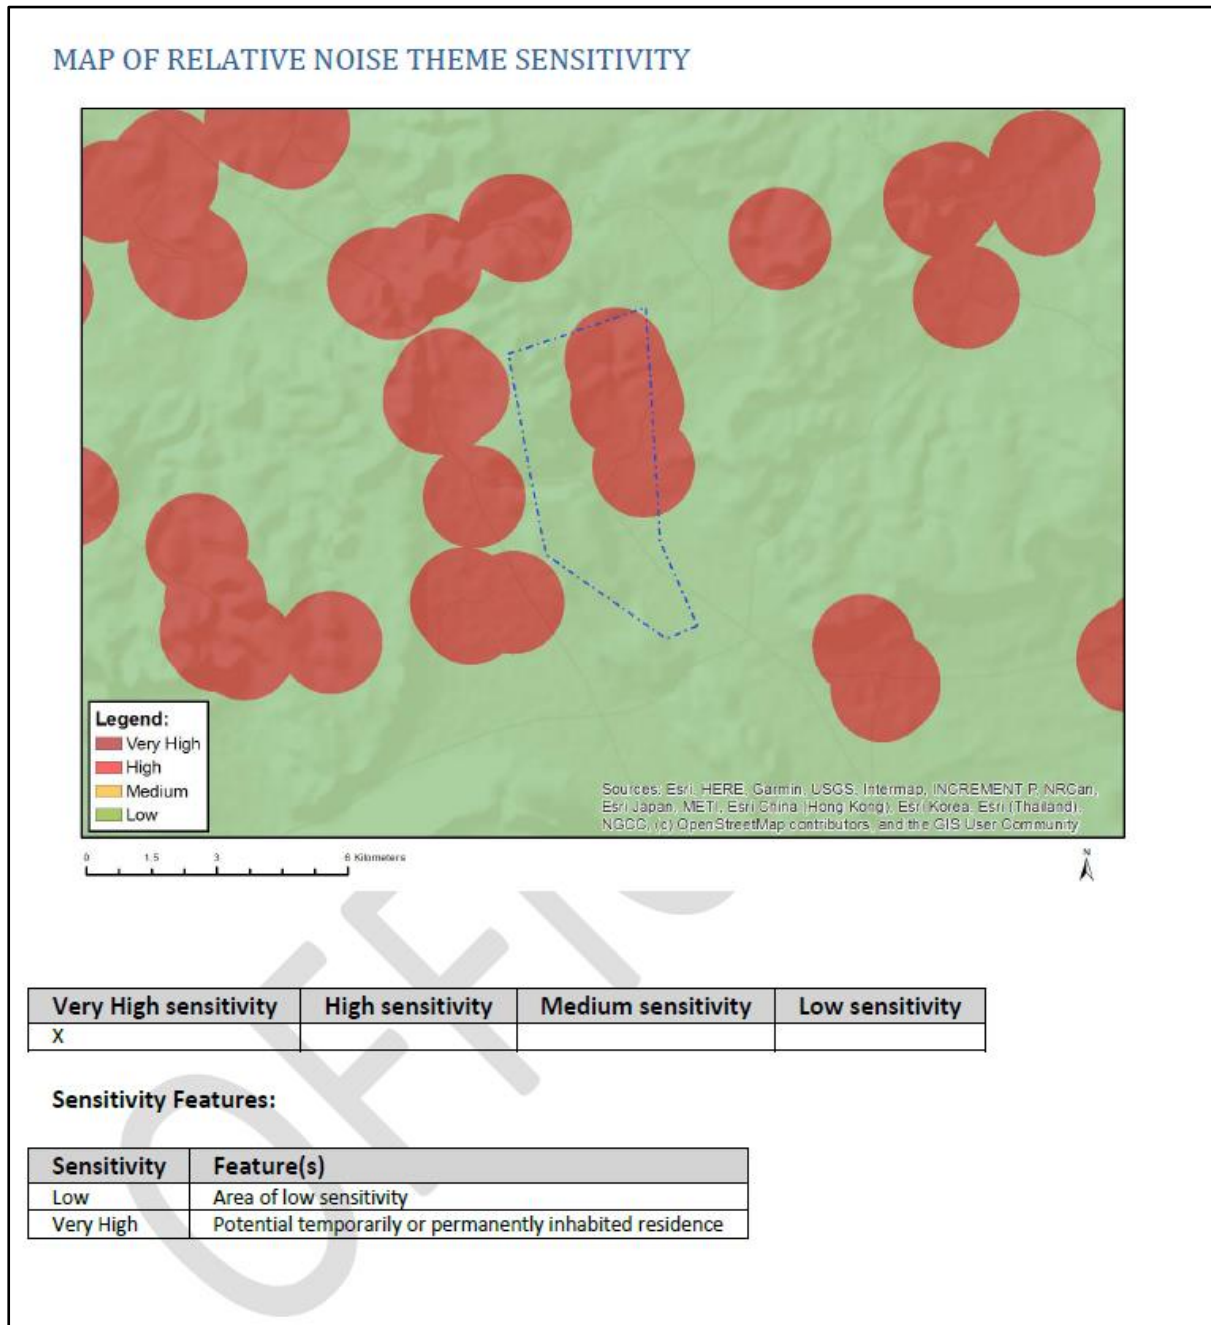 MAP OF RELATIVE NOISE THEME SENSITIVITY
Legend:
Very High
High
Medium
Low
Sources: Esri, HERE, Garmin, USGS, Intermap, INCREMENT P, NRCan,
Esri Japan, METI, Esri China (Hong Kong), Esri Korea, Esri (Thailand),
NGCC, (c) OpenStreetMap contributors, and the GIS User Community
0 1.5 3 6 Kilometers
N
Very High sensitivity High sensitivity Medium sensitivity Low sensitivity
X
Sensitivity Features:
Sensitivity Feature(s)
Low Area of low sensitivity
Very High Potential temporarily or permanently inhabited residence